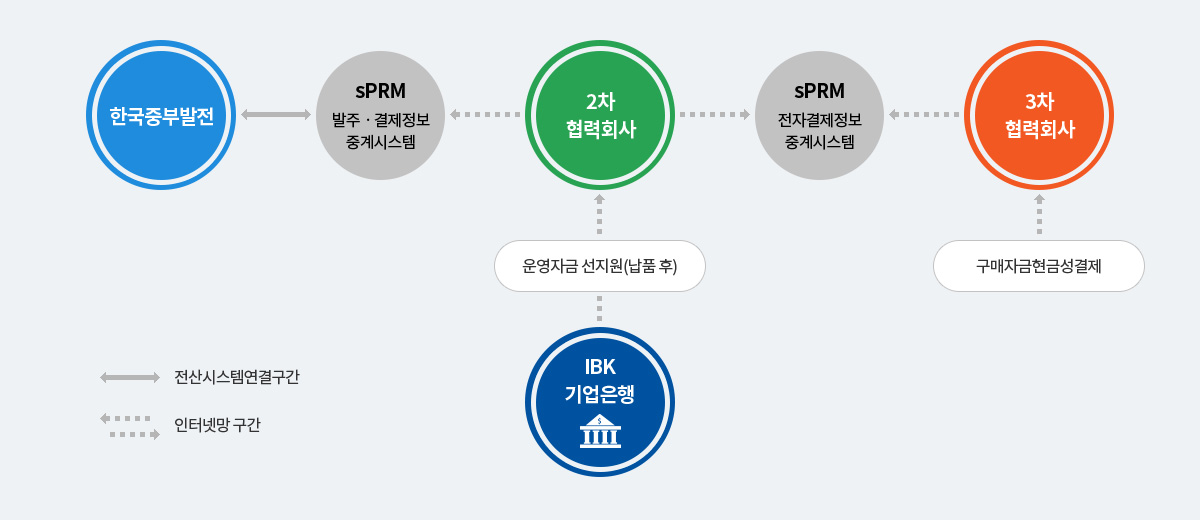 한국중부발전
sPRM
발주 · 결제정보
중계시스템
2차
협력회사
sPRM
전자결제정보
중계시스템
3차
협력회사
운영자금 선지원(납품 후)
구매자금현금성결제
IBK
기업은행
$
전산시스템연결구간
인터넷망 구간